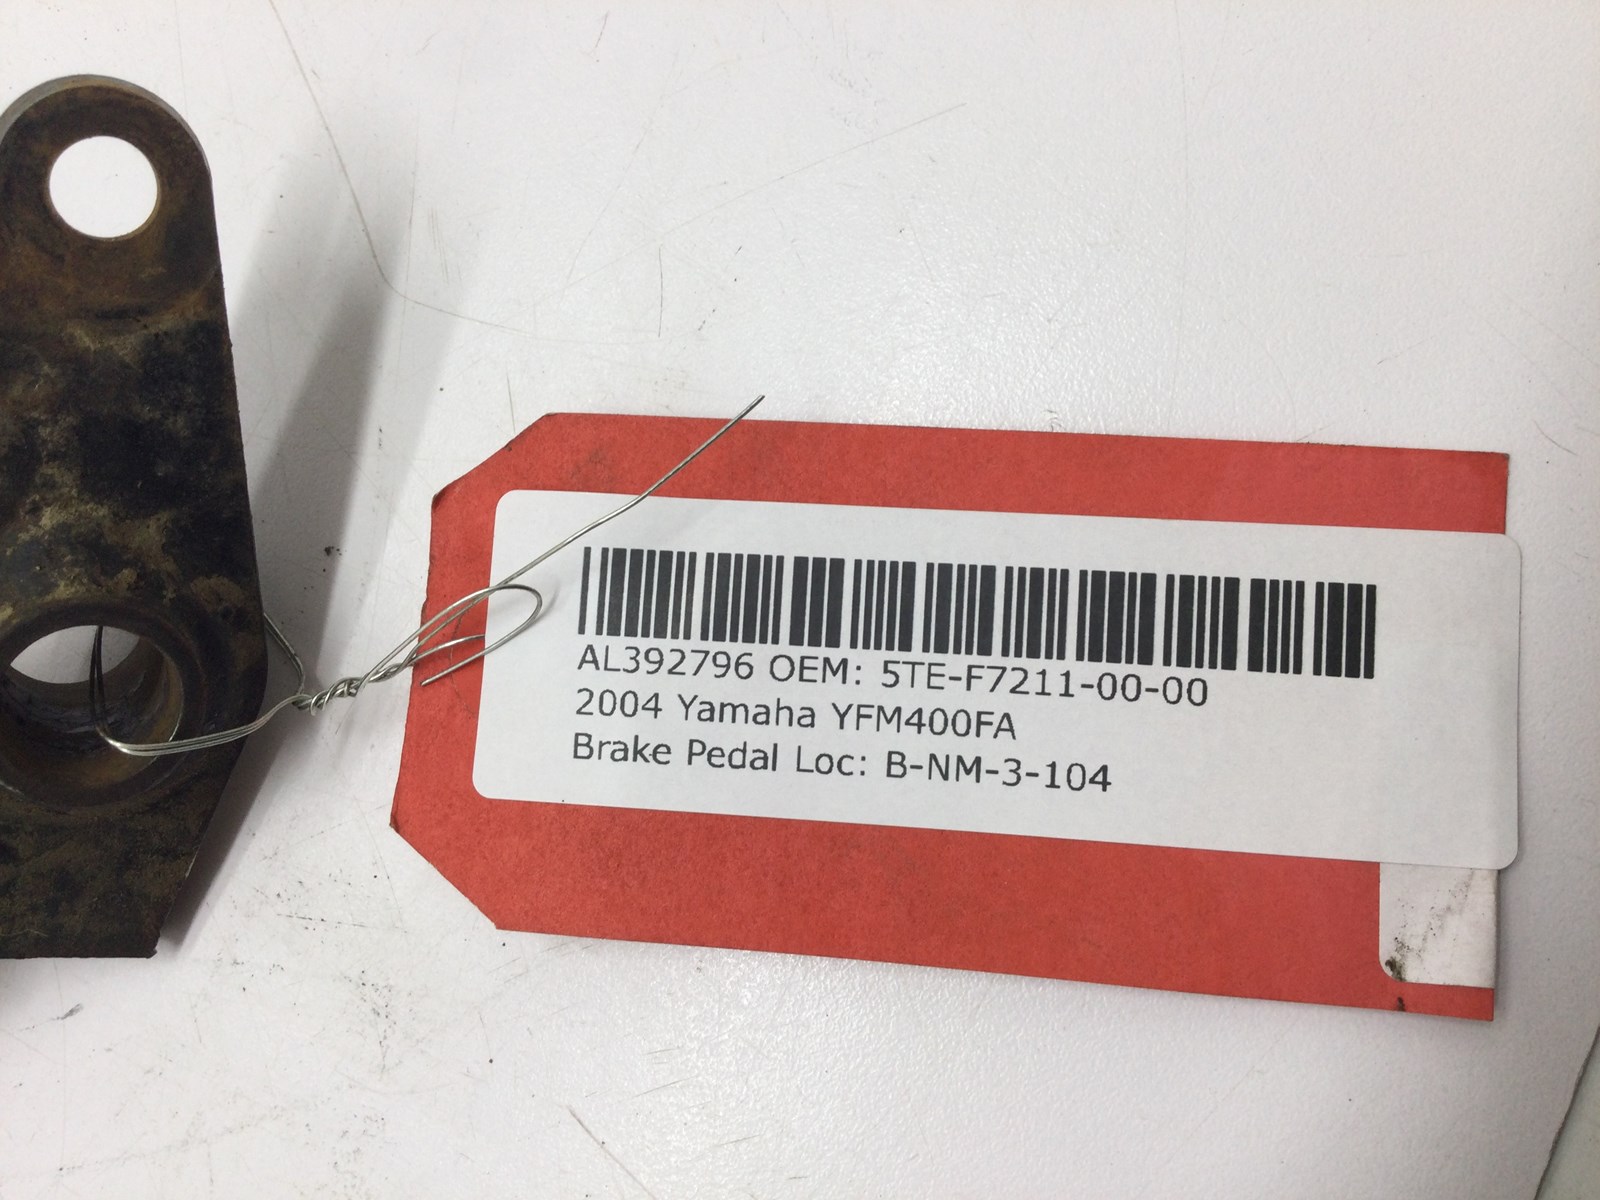 AL392796 OEM: 5TE-F7211-00-00
2004 Yamaha YFM400FA
Brake Pedal Loc: B-NM-3-104